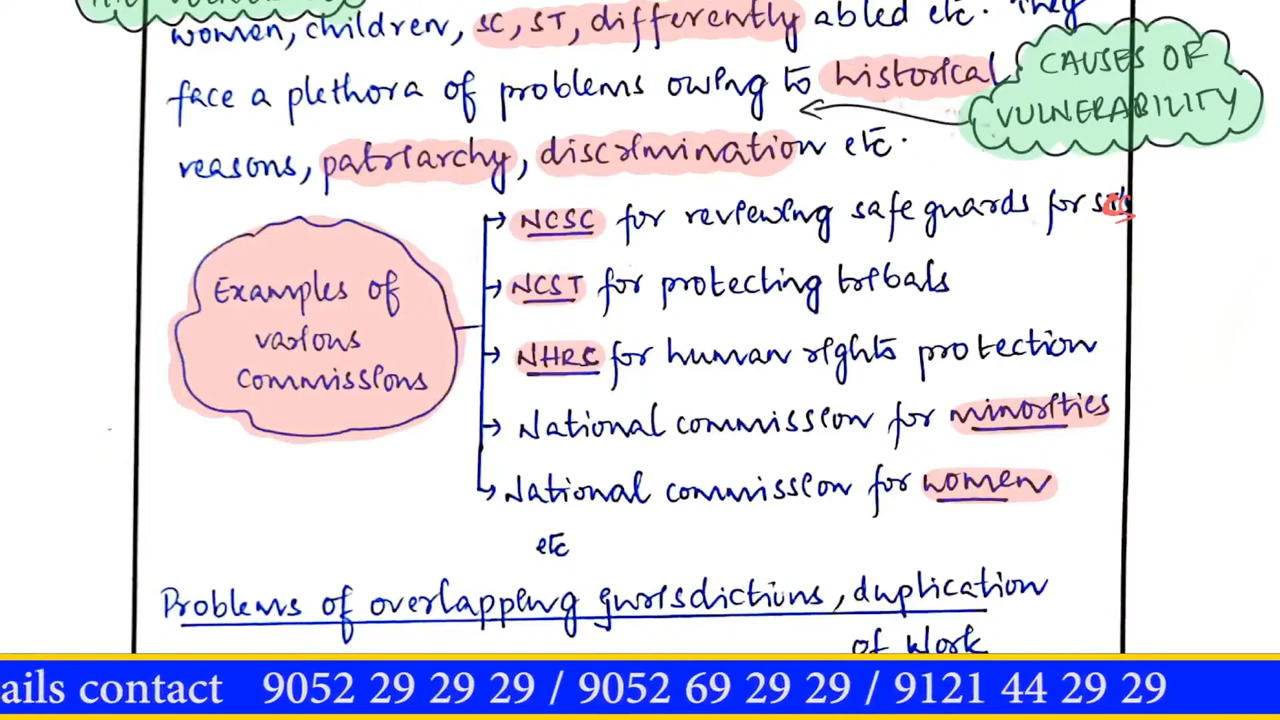 women, children, SC, ST, differently abled etc. They
face a plethora of problems owing to historical
CAUSES OF
VULNERABILITY
reasons, patriarchy, discrimination etc.
Examples of
various
commissions
→ NCSC for reviewing safeguards for
→ NCST for protecting tribals
→ NHRC for human rights protection
→ National commission for minorities
→ National commission for women
etc
Problems of overlapping jurisdictions, duplication
of work
ails contact 9052 29 29 29 / 9052 69 29 29 / 9121 44 29 29